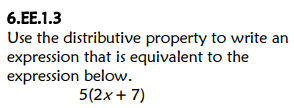 6.EE.1.3
Use the distributive property to write an
expression that is equivalent to the
expression below.
5(2x + 7)